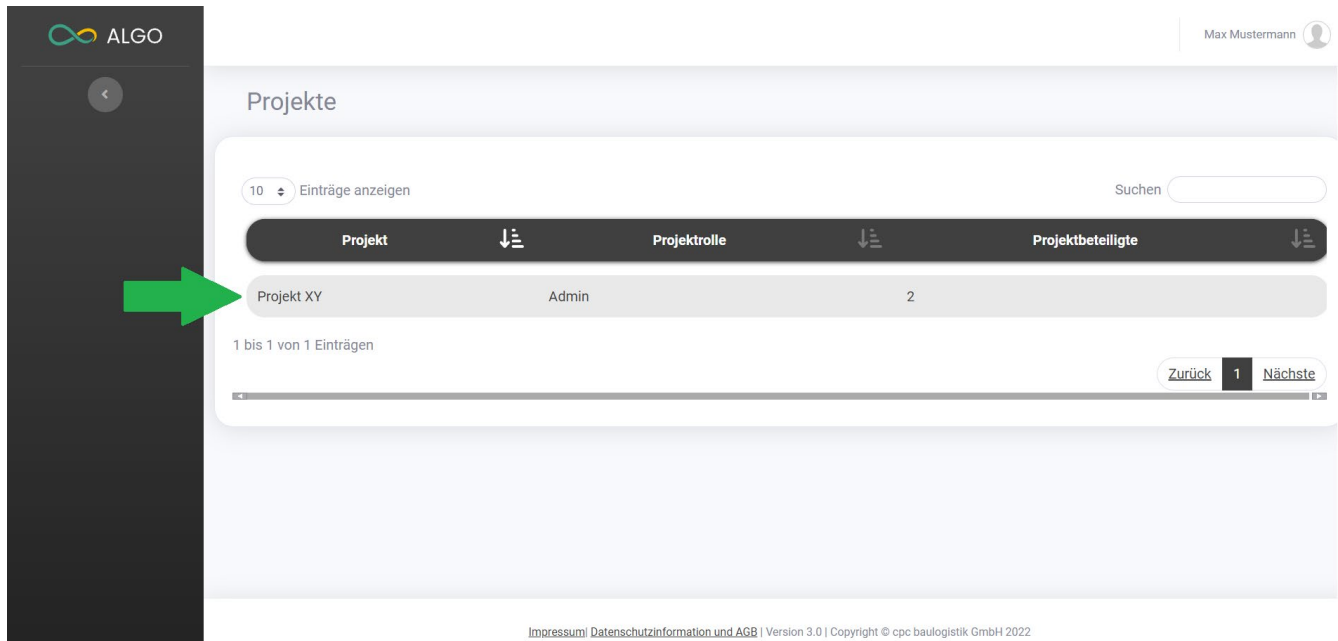 ALGO
Max Mustermann
Projekte
10 Einträge anzeigen
Suchen
Projekt Projektrolle Projektbeteiligte
Projekt XY Admin 2
1 bis 1 von 1 Einträgen
Zurück 1 Nächste
Impressum| Datenschutzinformation und AGB | Version 3.0 | Copyright © cpc baulogistik GmbH 2022